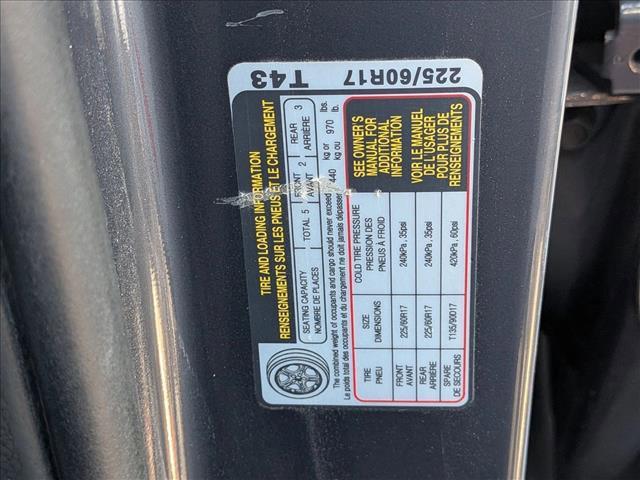 TIRE AND LOADING INFORMATION
RENSEIGNEMENTS SUR LES PNEUS ET LE CHARGEMENT
SEATING CAPACITY
NOMBRE DE PLACES
TOTAL 5
FRONT
AVANT
2
REAR
ARRIÈRE
3
The combined weight of occupants and cargo should never exceed
Le poids total des occupants et du chargement ne doit jamais dépasser
440
kg or
kg ou
970
lbs.
lb.
TIRE
PNEU
SIZE
DIMENSIONS
COLD TIRE PRESSURE
PRESSION DES
PNEUS À FROID
SEE OWNER'S
MANUAL FOR
ADDITIONAL
INFORMATION
VOIR LE MANUEL
DE L'USAGER
POUR PLUS DE
RENSEIGNEMENTS
FRONT
AVANT
225/60R17
240kPa, 35psi
REAR
ARRIÈRE
225/60R17
240kPa, 35psi
SPARE
DE SECOURS
T135/90D17
420kPa, 60psi
T43
225/60R17